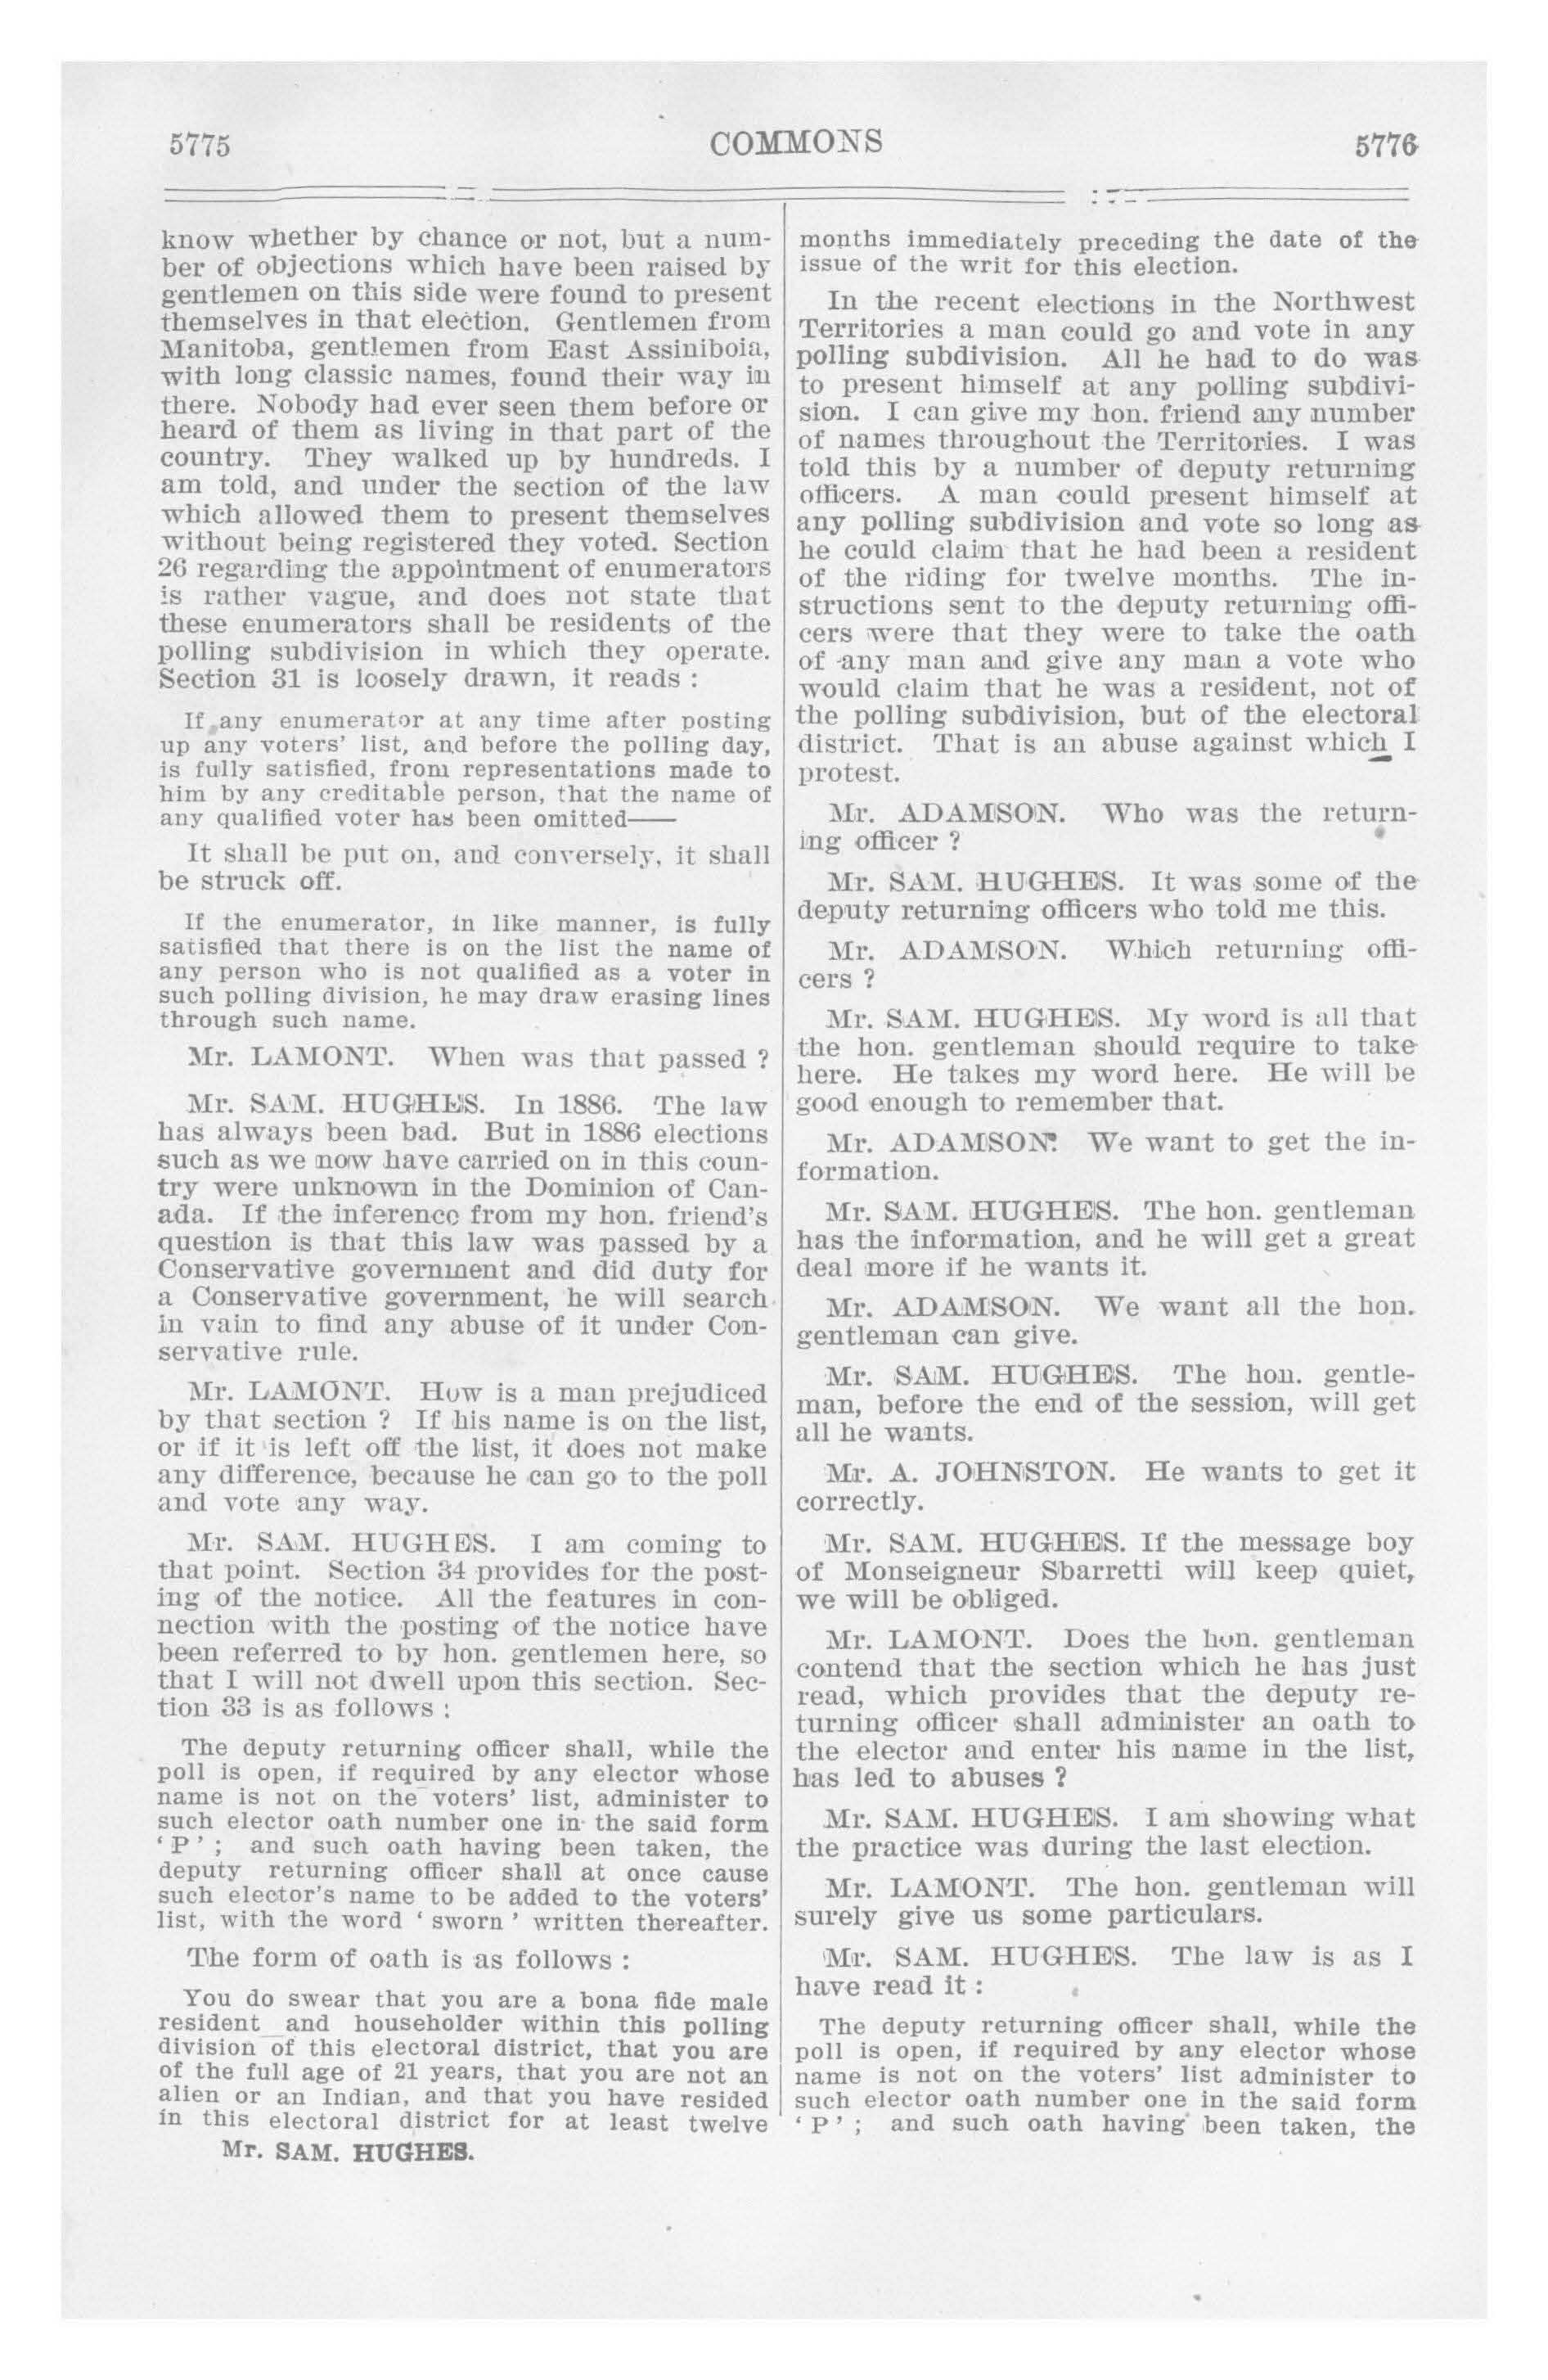 5775
COMMONS
5776
know whether by chance or not, but a num-
ber of objections which have been raised by
gentlemen on this side were found to present
themselves in that election. Gentlemen from
Manitoba, gentlemen from East Assiniboia,
with long classic names, found their way in
there. Nobody had ever seen them before or
heard of them as living in that part of the
country. They walked up by hundreds. I
am told, and under the section of the law
which allowed them to present themselves
without being registered they voted. Section
26 regarding the appointment of enumerators
is rather vague, and does not state that
these enumerators shall be residents of the
polling subdivision in which they operate.
Section 31 is loosely drawn, it reads :
If any enumerator at any time after posting
up any voters' list, and before the polling day,
is fully satisfied, from representations made to
him by any creditable person, that the name of
any qualified voter has been omitted——
It shall be put on, and conversely, it shall
be struck off.
If the enumerator, in like manner, is fully
satisfied that there is on the list the name of
any person who is not qualified as a voter in
such polling division, he may draw erasing lines
through such name.
Mr. LAMONT. When was that passed ?
Mr. SAM. HUGHES. In 1886. The law
has always been bad. But in 1886 elections
such as we now have carried on in this coun-
try were unknown in the Dominion of Can-
ada. If the inference from my hon. friend's
question is that this law was passed by a
Conservative government and did duty for
a Conservative government, he will search
in vain to find any abuse of it under Con-
servative rule.
Mr. LAMONT. How is a man prejudiced
by that section ? If his name is on the list,
or if it is left off the list, it does not make
any difference, because he can go to the poll
and vote any way.
Mr. SAM. HUGHES. I am coming to
that point. Section 34 provides for the post-
ing of the notice. All the features in con-
nection with the posting of the notice have
been referred to by hon. gentlemen here, so
that I will not dwell upon this section. Sec-
tion 33 is as follows :
The deputy returning officer shall, while the
poll is open, if required by any elector whose
name is not on the voters' list, administer to
such elector oath number one in the said form
' P ' ; and such oath having been taken, the
deputy returning officer shall at once cause
such elector's name to be added to the voters'
list, with the word ' sworn ' written thereafter.
The form of oath is as follows :
You do swear that you are a bona fide male
resident and householder within this polling
division of this electoral district, that you are
of the full age of 21 years, that you are not an
alien or an Indian, and that you have resided
in this electoral district for at least twelve
Mr. SAM. HUGHES.
months immediately preceding the date of the
issue of the writ for this election.
In the recent elections in the Northwest
Territories a man could go and vote in any
polling subdivision. All he had to do was
to present himself at any polling subdivi-
sion. I can give my hon. friend any number
of names throughout the Territories. I was
told this by a number of deputy returning
officers. A man could present himself at
any polling subdivision and vote so long as
he could claim that he had been a resident
of the riding for twelve months. The in-
structions sent to the deputy returning offi-
cers were that they were to take the oath
of any man and give any man a vote who
would claim that he was a resident, not of
the polling subdivision, but of the electoral
district. That is an abuse against which I
protest.
Mr. ADAMSON. Who was the return-
ing officer ?
Mr. SAM. HUGHES. It was some of the
deputy returning officers who told me this.
Mr. ADAMSON. Which returning offi-
cers ?
Mr. SAM. HUGHES. My word is all that
the hon. gentleman should require to take
here. He takes my word here. He will be
good enough to remember that.
Mr. ADAMSON. We want to get the in-
formation.
Mr. SAM. HUGHES. The hon. gentleman
has the information, and he will get a great
deal more if he wants it.
Mr. ADAMSON. We want all the hon.
gentleman can give.
Mr. SAM. HUGHES. The hon. gentle-
man, before the end of the session, will get
all he wants.
Mr. A. JOHNSTON. He wants to get it
correctly.
Mr. SAM. HUGHES. If the message boy
of Monseigneur Sbarretti will keep quiet,
we will be obliged.
Mr. LAMONT. Does the hon. gentleman
contend that the section which he has just
read, which provides that the deputy re-
turning officer shall administer an oath to
the elector and enter his name in the list,
has led to abuses ?
Mr. SAM. HUGHES. I am showing what
the practice was during the last election.
Mr. LAMONT. The hon. gentleman will
surely give us some particulars.
Mr. SAM. HUGHES. The law is as I
have read it :
The deputy returning officer shall, while the
poll is open, if required by any elector whose
name is not on the voters' list administer to
such elector oath number one in the said form
' P ' ; and such oath having been taken, the